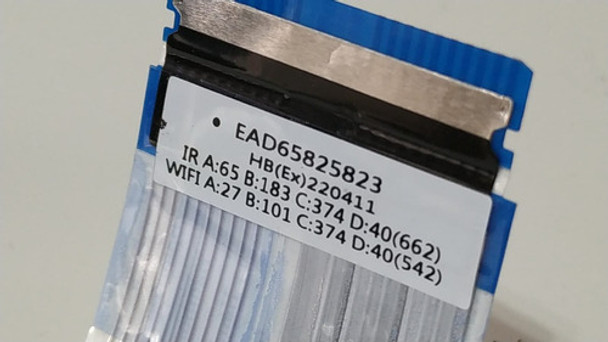 • EAD65825823
HB(Ex)220411
IR A:65 B:183 C:374 D:40(662)
WIFI A:27 B:101 C:374 D:40(542)